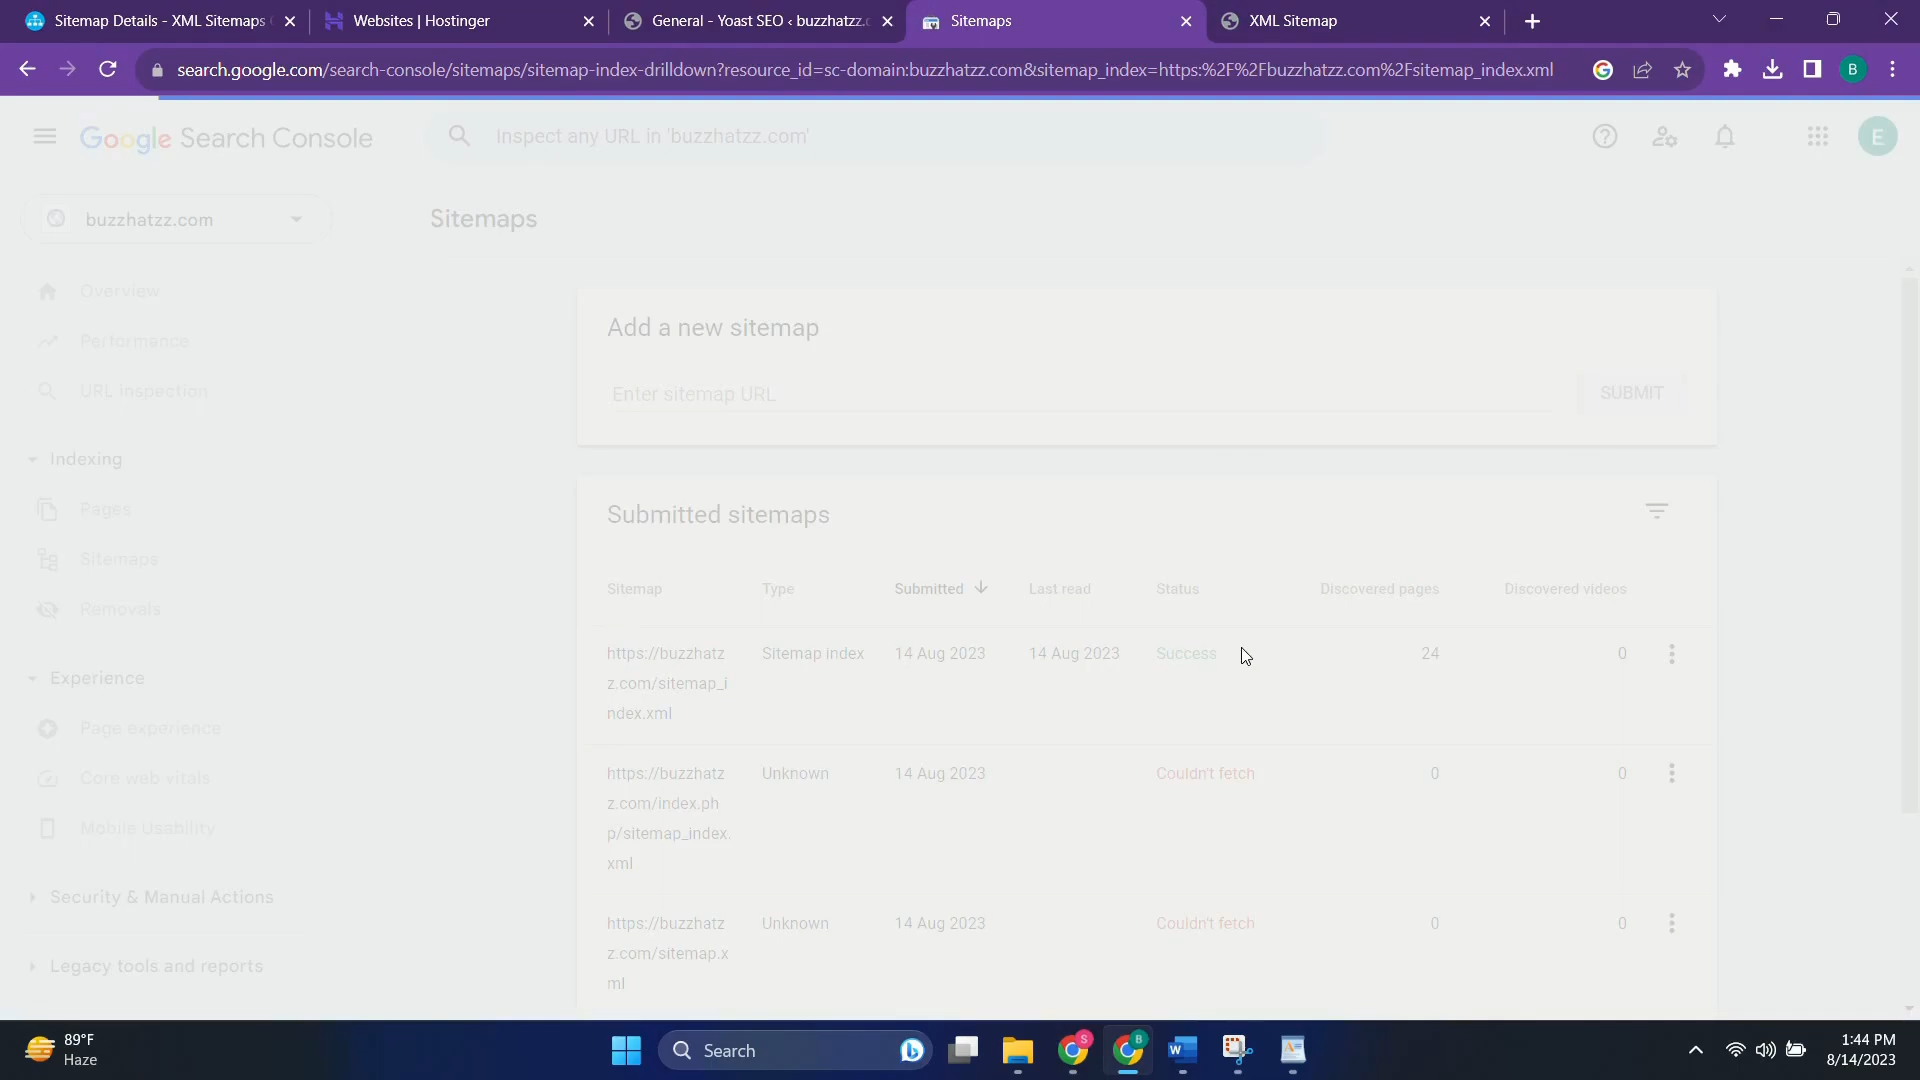 Sitemap Details - XML Sitemaps
Websites | Hostinger
General - Yoast SEO ‹ buzzhatzz.c
Sitemaps
XML Sitemap
search.google.com/search-console/sitemaps/sitemap-index-drilldown?resource_id=sc-domain:buzzhatzz.com&sitemap_index=https:%2F%2Fbuzzhatzz.com%2Fsitemap_index.xml
B
Google Search Console
Inspect any URL in 'buzzhatzz.com'
E
buzzhatzz.com
Sitemaps
Overview
Performance
URL inspection
Indexing
Pages
Sitemaps
Removals
Experience
Page experience
Core web vitals
Mobile Usability
Security & Manual Actions
Legacy tools and reports
Add a new sitemap
Enter sitemap URL
SUBMIT
Submitted sitemaps
Sitemap Type Submitted Last read Status Discovered pages Discovered videos
https://buzzhatz Sitemap index 14 Aug 2023 14 Aug 2023 Success 24 0
z.com/sitemap_i
ndex.xml
https://buzzhatz Unknown 14 Aug 2023 Couldn't fetch 0 0
z.com/index.ph
p/sitemap_index.
xml
https://buzzhatz Unknown 14 Aug 2023 Couldn't fetch 0 0
z.com/sitemap.x
ml
89°F
Haze
Search
S
B
W
1:44 PM
8/14/2023